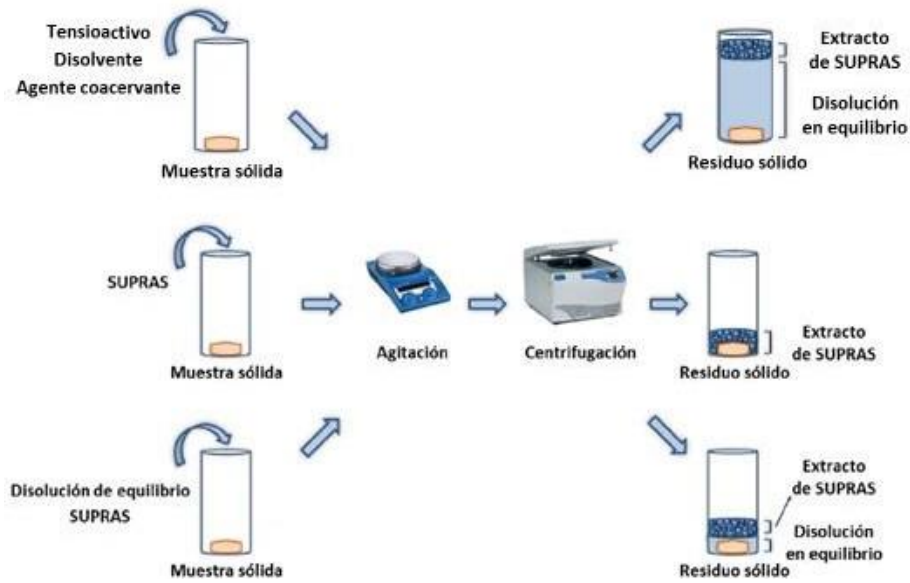 Tensioactivo
Disolvente
Agente coacervante
Muestra sólida
Extracto
de SUPRAS
Disolución
en equilibrio
Residuo sólido
SUPRAS
Muestra sólida
Agitación
Centrifugación
Extracto
de SUPRAS
Residuo sólido
Disolución de equilibrio
SUPRAS
Muestra sólida
Extracto
de SUPRAS
Disolución
en equilibrio
Residuo sólido